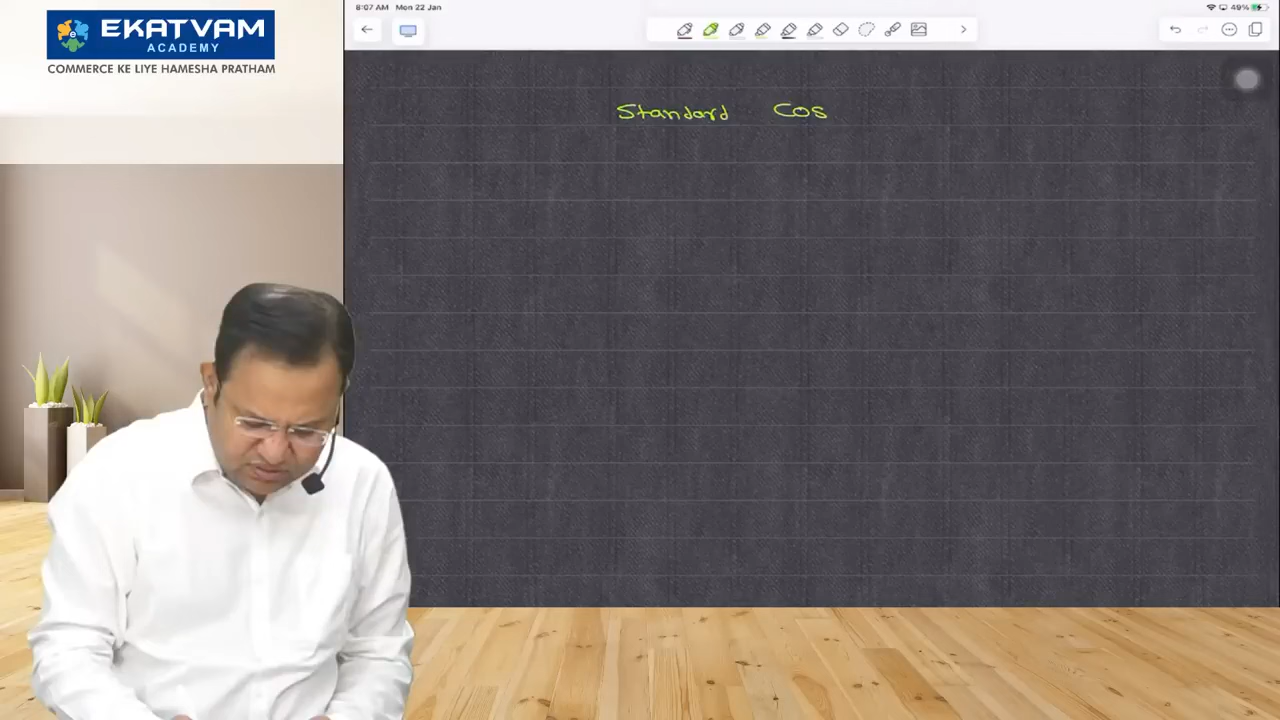 EKATVAM
ACADEMY
COMMERCE KE LIYE HAMESHA PRATHAM
8:07 AM Mon 22 Jan
49%
Standard Cos